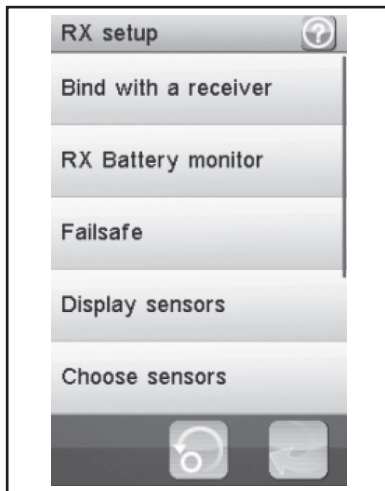 RX setup
?
Bind with a receiver
RX Battery monitor
Failsafe
Display sensors
Choose sensors